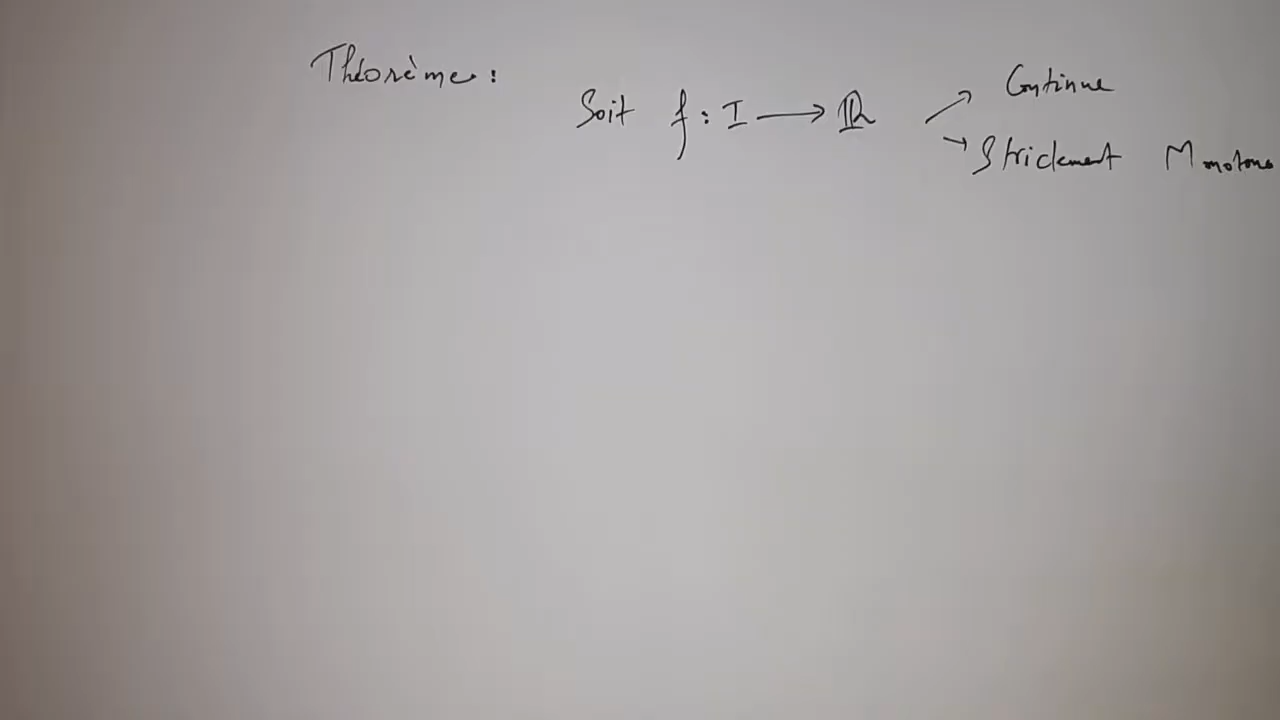 Théorème :
Soit f : I ⟶ ℝ ↗ Continue
→ Strictement Monotone